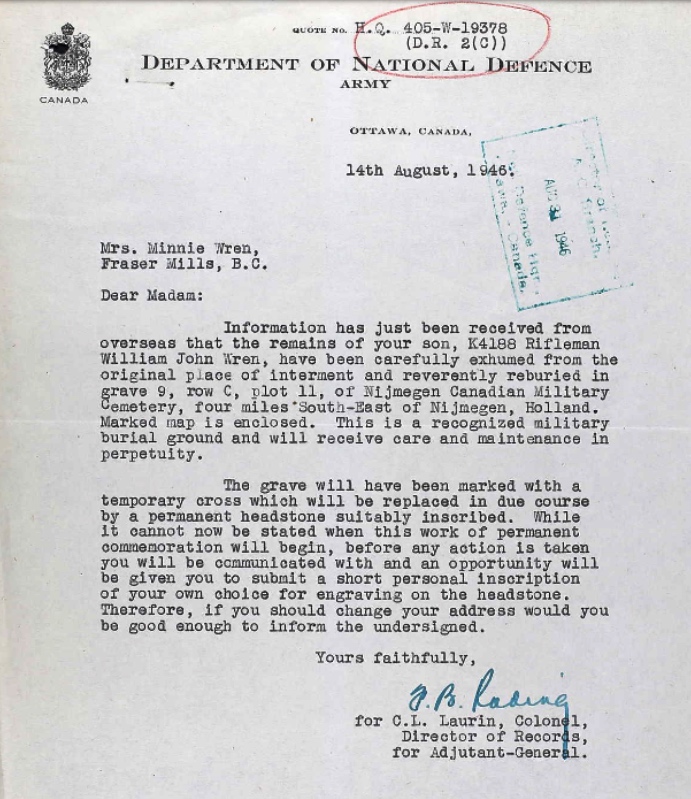 QUOTE NO. H.Q. 405-W-19378
(D.R. 2(C))
DEPARTMENT OF NATIONAL DEFENCE
ARMY
CANADA
OTTAWA, CANADA,
14th August, 1946.
Branch,
AUG 31 1946
Defence
Canada.
Mrs. Minnie Wren,
Fraser Mills, B.C.
Dear Madam:
Information has just been received from
overseas that the remains of your son, K4188 Rifleman
William John Wren, have been carefully exhumed from the
original place of interment and reverently reburied in
grave 9, row C, plot 11, of Nijmegen Canadian Military
Cemetery, four miles South-East of Nijmegen, Holland.
Marked map is enclosed. This is a recognized military
burial ground and will receive care and maintenance in
perpetuity.
The grave will have been marked with a
temporary cross which will be replaced in due course
by a permanent headstone suitably inscribed. While
it cannot now be stated when this work of permanent
commemoration will begin, before any action is taken
you will be communicated with and an opportunity will
be given you to submit a short personal inscription
of your own choice for engraving on the headstone.
Therefore, if you should change your address would you
be good enough to inform the undersigned.
Yours faithfully,
for C.L. Laurin, Colonel,
Director of Records,
for Adjutant-General.